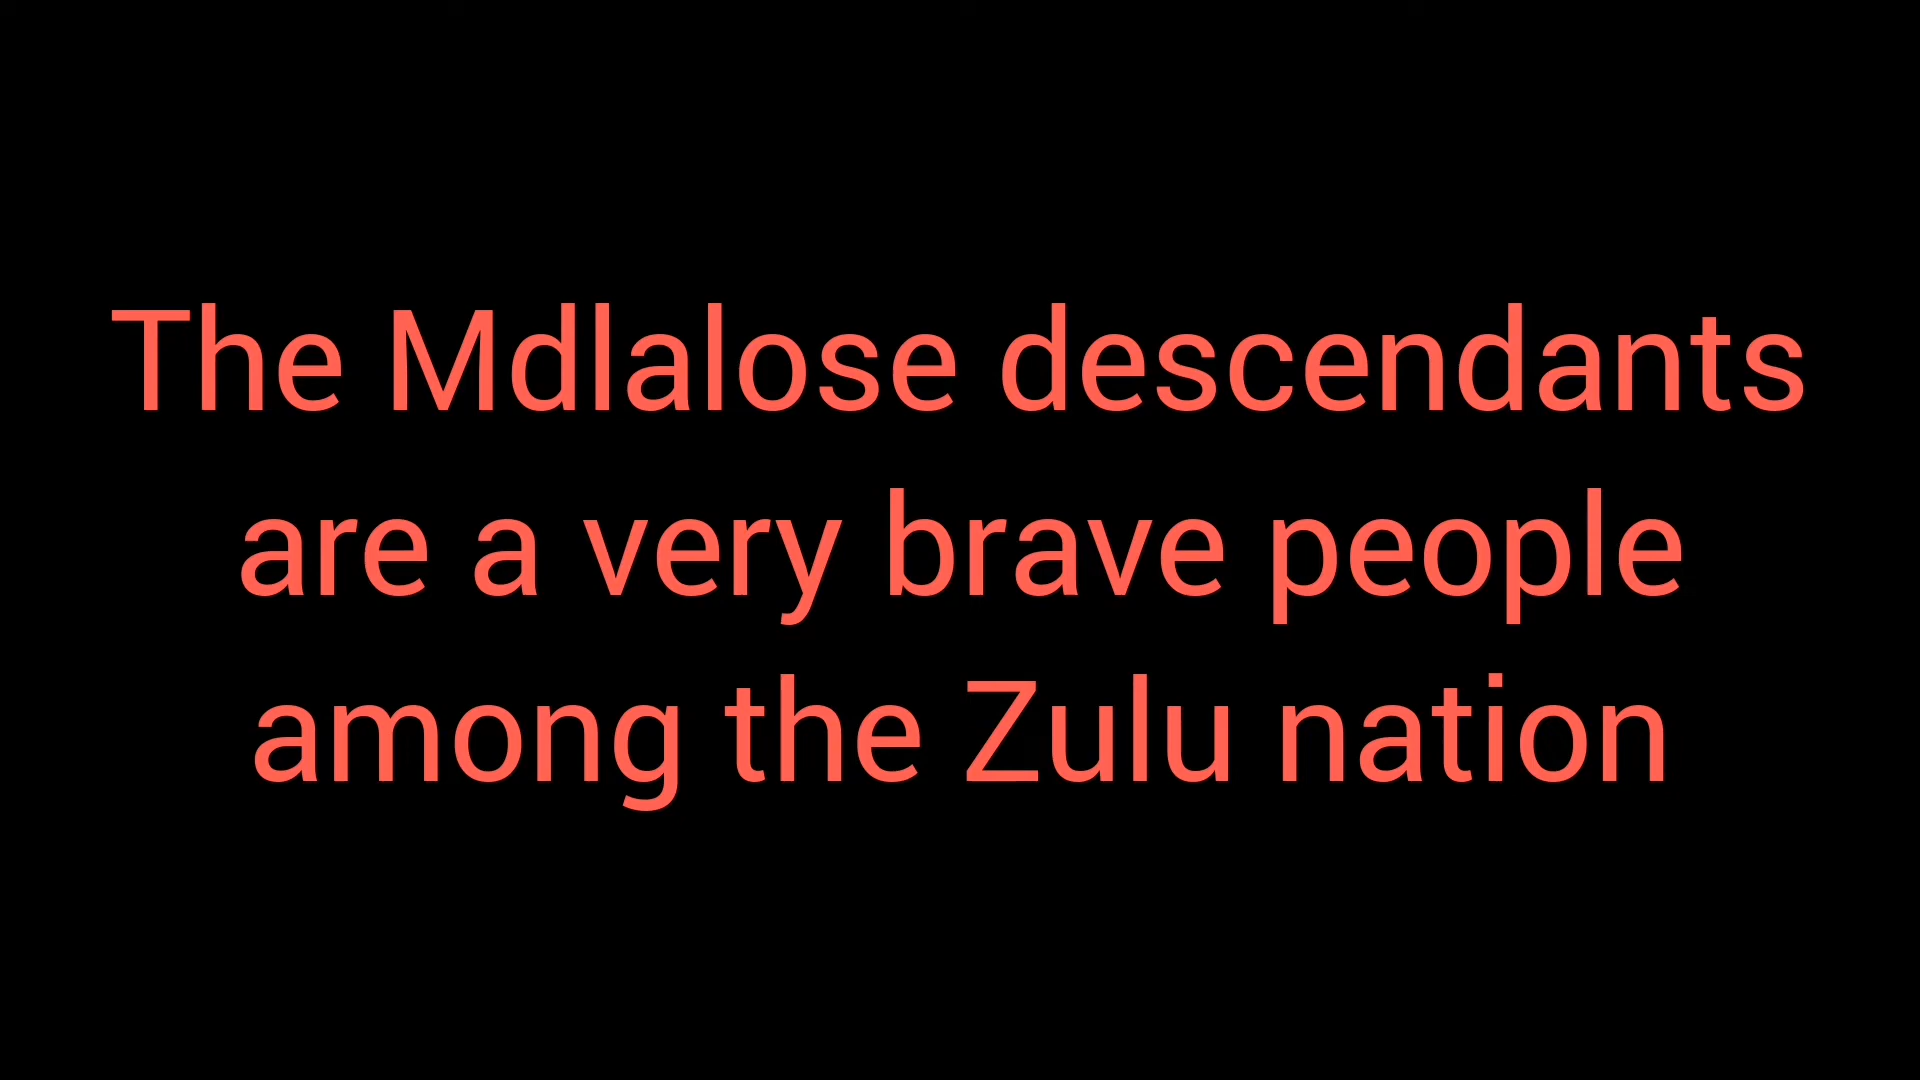 The Mdlalose descendants
are a very brave people
among the Zulu nation